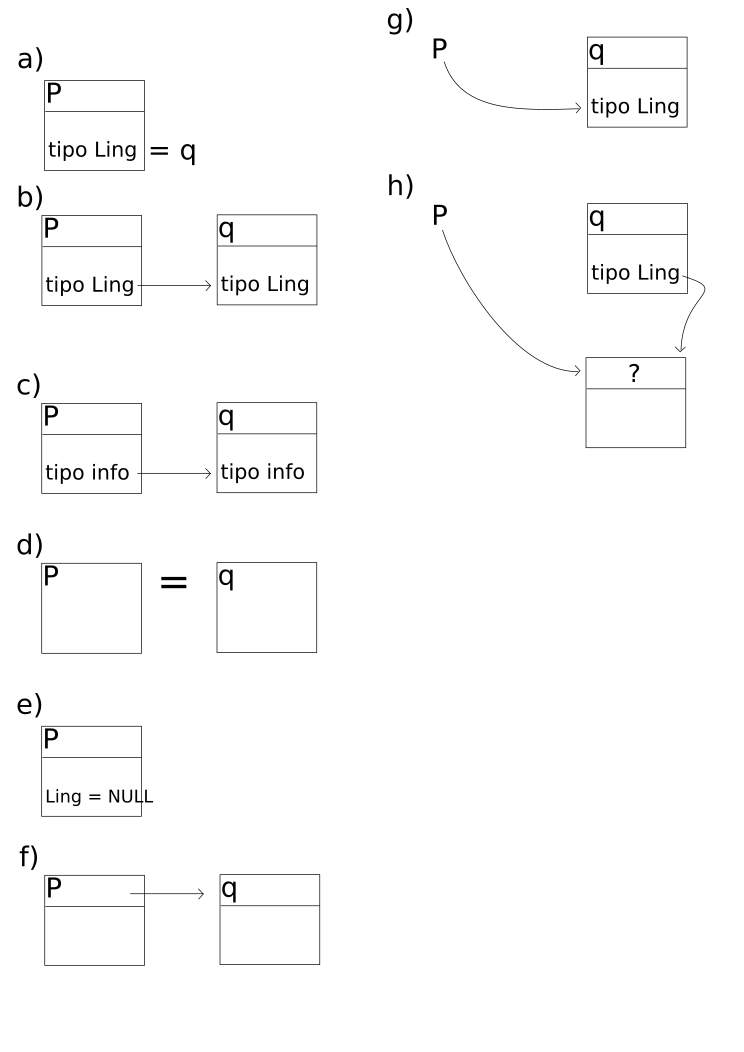 a)
P
tipo Ling = q
b)
P q
tipo Ling tipo Ling
c)
P q
tipo info tipo info
d)
P = q
e)
P
Ling = NULL
f)
P q
g)
P q
tipo Ling
h)
P q
tipo Ling
?